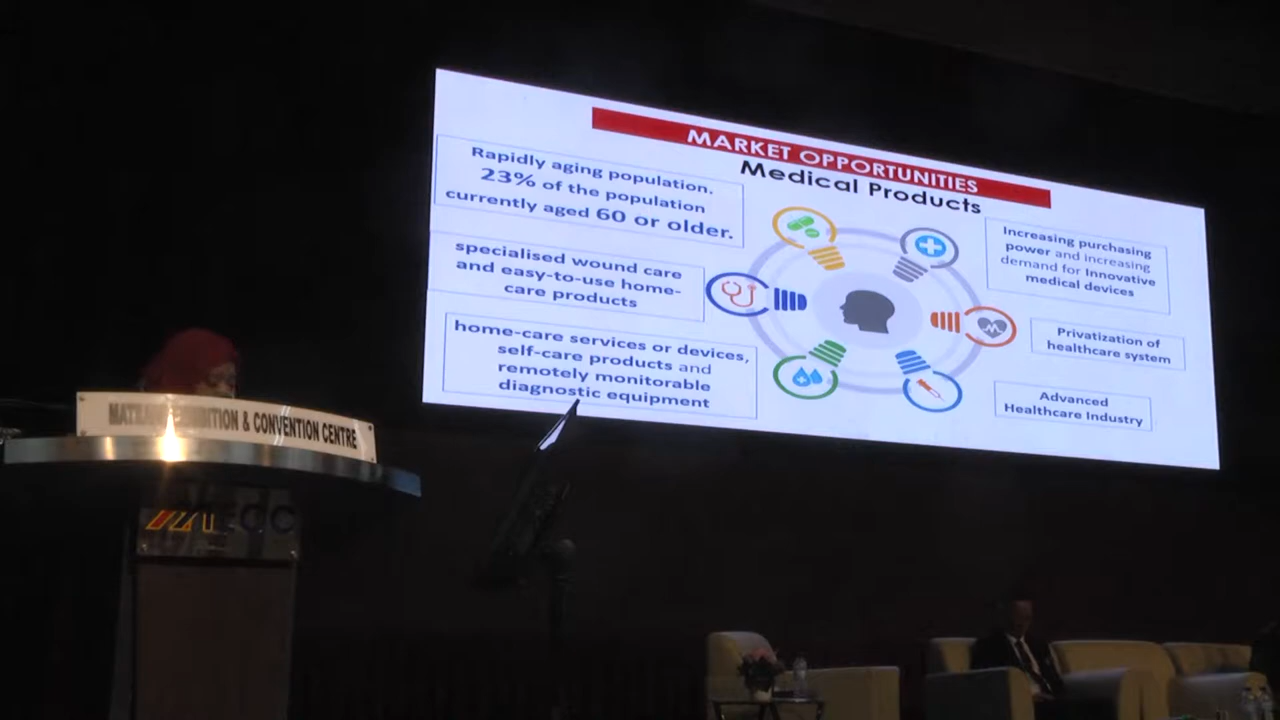 MARKET OPPORTUNITIES
Medical Products
Rapidly aging population.
23% of the population
currently aged 60 or older.
specialised wound care
and easy-to-use home-
care products
home-care services or devices,
self-care products and
remotely monitorable
diagnostic equipment
Increasing purchasing
power and increasing
demand for Innovative
medical devices
Privatization of
healthcare system
Advanced
Healthcare Industry
& CONVENTION CENTRE